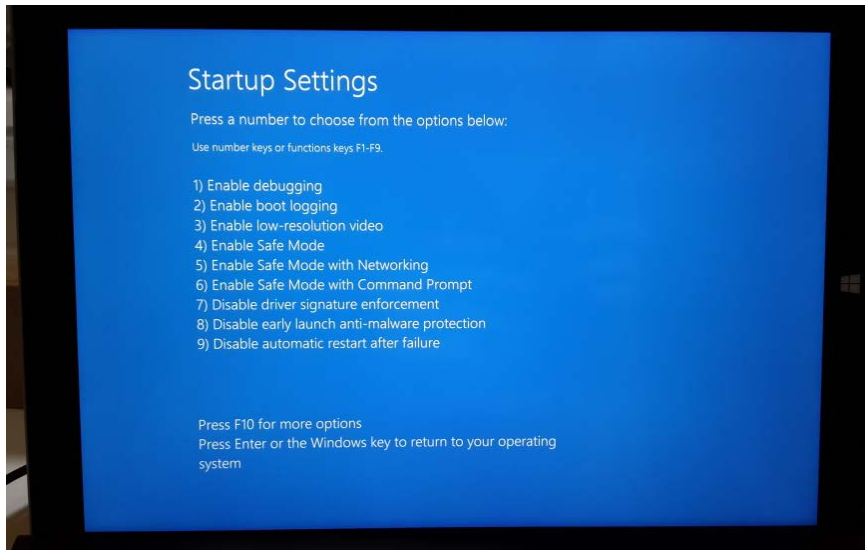 Startup Settings
Press a number to choose from the options below:
Use number keys or functions keys F1-F9.
1) Enable debugging
2) Enable boot logging
3) Enable low-resolution video
4) Enable Safe Mode
5) Enable Safe Mode with Networking
6) Enable Safe Mode with Command Prompt
7) Disable driver signature enforcement
8) Disable early launch anti-malware protection
9) Disable automatic restart after failure
Press F10 for more options
Press Enter or the Windows key to return to your operating
system